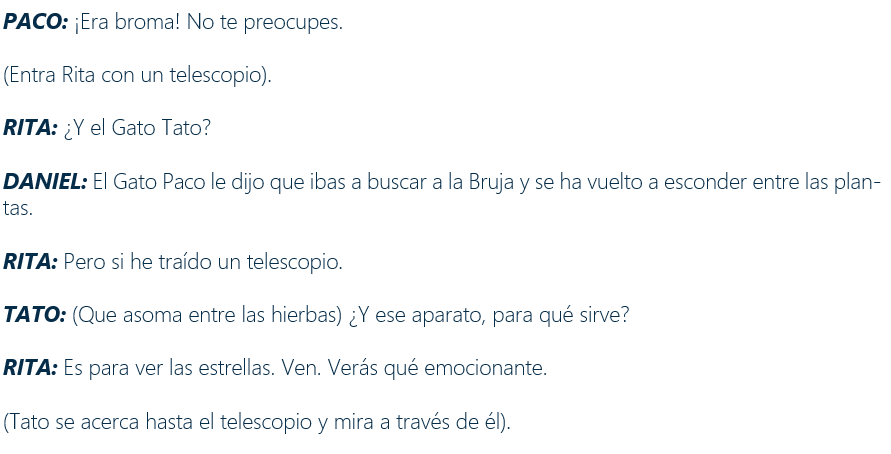 PACO: ¡Era broma! No te preocupes.
(Entra Rita con un telescopio).
RITA: ¿Y el Gato Tato?
DANIEL: El Gato Paco le dijo que ibas a buscar a la Bruja y se ha vuelto a esconder entre las plan-
tas.
RITA: Pero si he traído un telescopio.
TATO: (Que asoma entre las hierbas) ¿Y ese aparato, para qué sirve?
RITA: Es para ver las estrellas. Ven. Verás qué emocionante.
(Tato se acerca hasta el telescopio y mira a través de él).